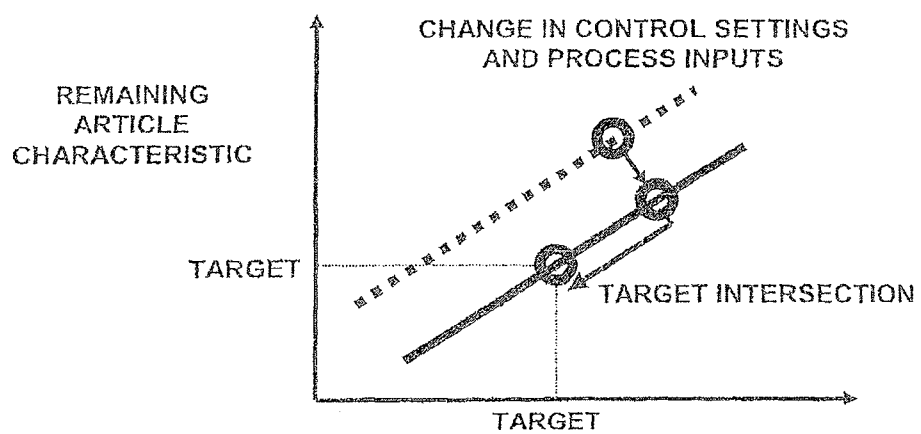 CHANGE IN CONTROL SETTINGS
AND PROCESS INPUTS
REMAINING
ARTICLE
CHARACTERISTIC
TARGET
TARGET INTERSECTION
TARGET